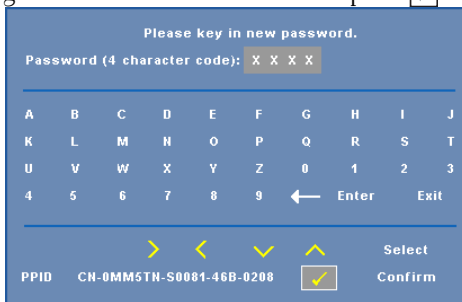 Please key in new password.
Password (4 character code): X X X X
A B C D E F G H I J
K L M N O P Q R S T
U V W X Y Z 0 1 2 3
4 5 6 7 8 9 ← Enter Exit
Select
PPID CN-0MM5TN-S0081-46B-0208 ✓ Confirm